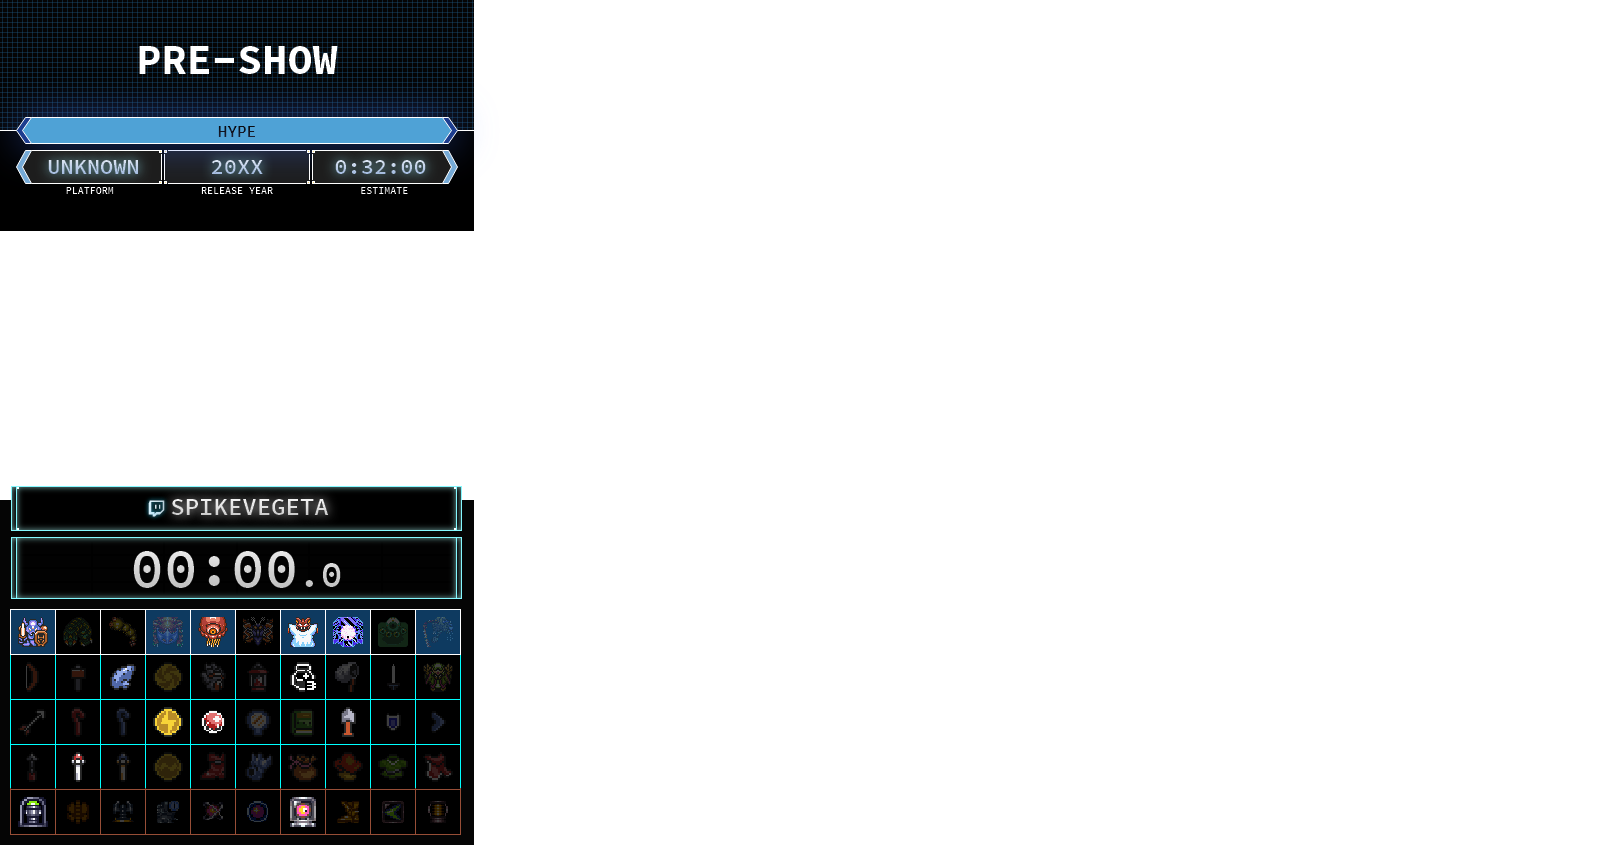 PRE-SHOW
HYPE
UNKNOWN 20XX 0:32:00
PLATFORM RELEASE YEAR ESTIMATE
SPIKEVEGETA
00:00.0